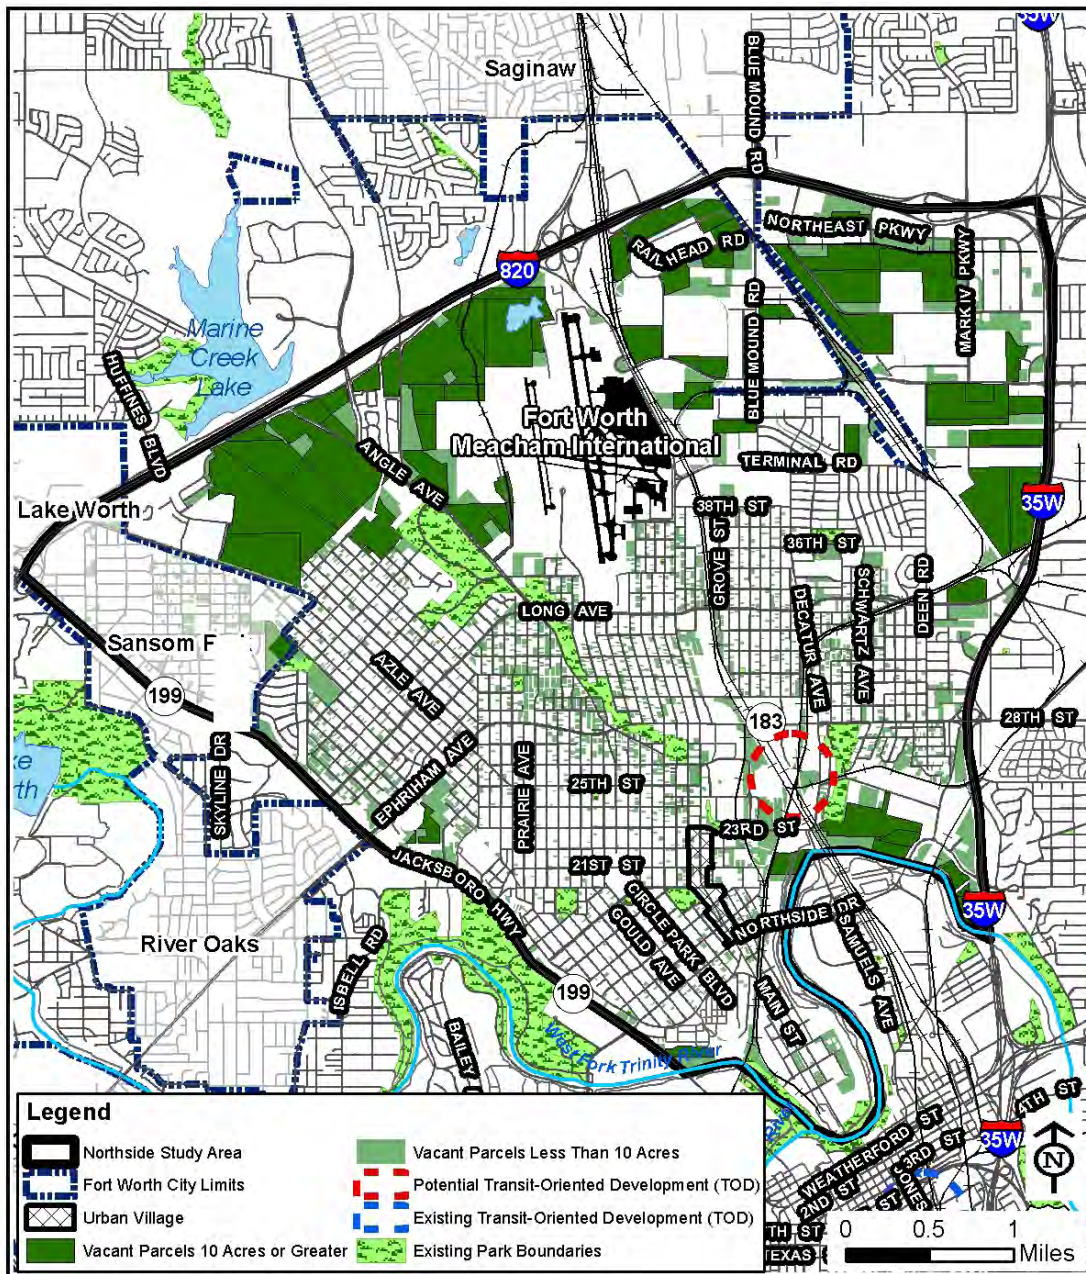 35W
Saginaw
BLUE MOUND RD
NORTHEAST PKWY
RAILHEAD RD
MARK IV PKWY
820
Marine
Creek
Lake
HUFFINES BLVD
BLUE MOUND RD
Fort Worth
Meacham International
ANGLE AVE
TERMINAL RD
Lake Worth
38TH ST
35W
36TH ST
GROVE ST
SCHWARTZ AVE
DEEN RD
LONG AVE
DECATUR AVE
Sansom
AZLE AVE
199
183
28TH ST
SKYLINE DR
EPHRIHAM AVE
PRAIRIE AVE
25TH ST
23RD ST
JACKSBORO HWY
21ST ST
CIRCLE PARK BLVD
GOULD AVE
NORTHSIDE DR
35W
River Oaks
ISBELL RD
SAMUELS AVE
199
MAIN ST
BAILEY
West Fork Trinity River
River
4TH ST
35W
WEATHERFORD ST
3RD ST
2ND ST
JONES
TH ST
TEXAS
N
Legend
Northside Study Area
Fort Worth City Limits
Urban Village
Vacant Parcels 10 Acres or Greater
Vacant Parcels Less Than 10 Acres
Potential Transit-Oriented Development (TOD)
Existing Transit-Oriented Development (TOD)
Existing Park Boundaries
0 0.5 1
Miles